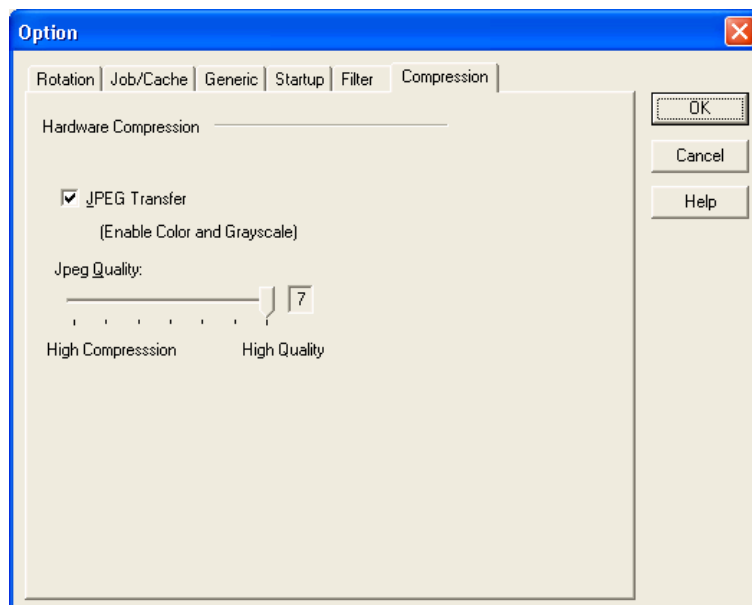 Option
Rotation Job/Cache Generic Startup Filter Compression
OK
Hardware Compression
Cancel
JPEG Transfer
Help
(Enable Color and Grayscale)
Jpeg Quality:
7
High Compresssion High Quality